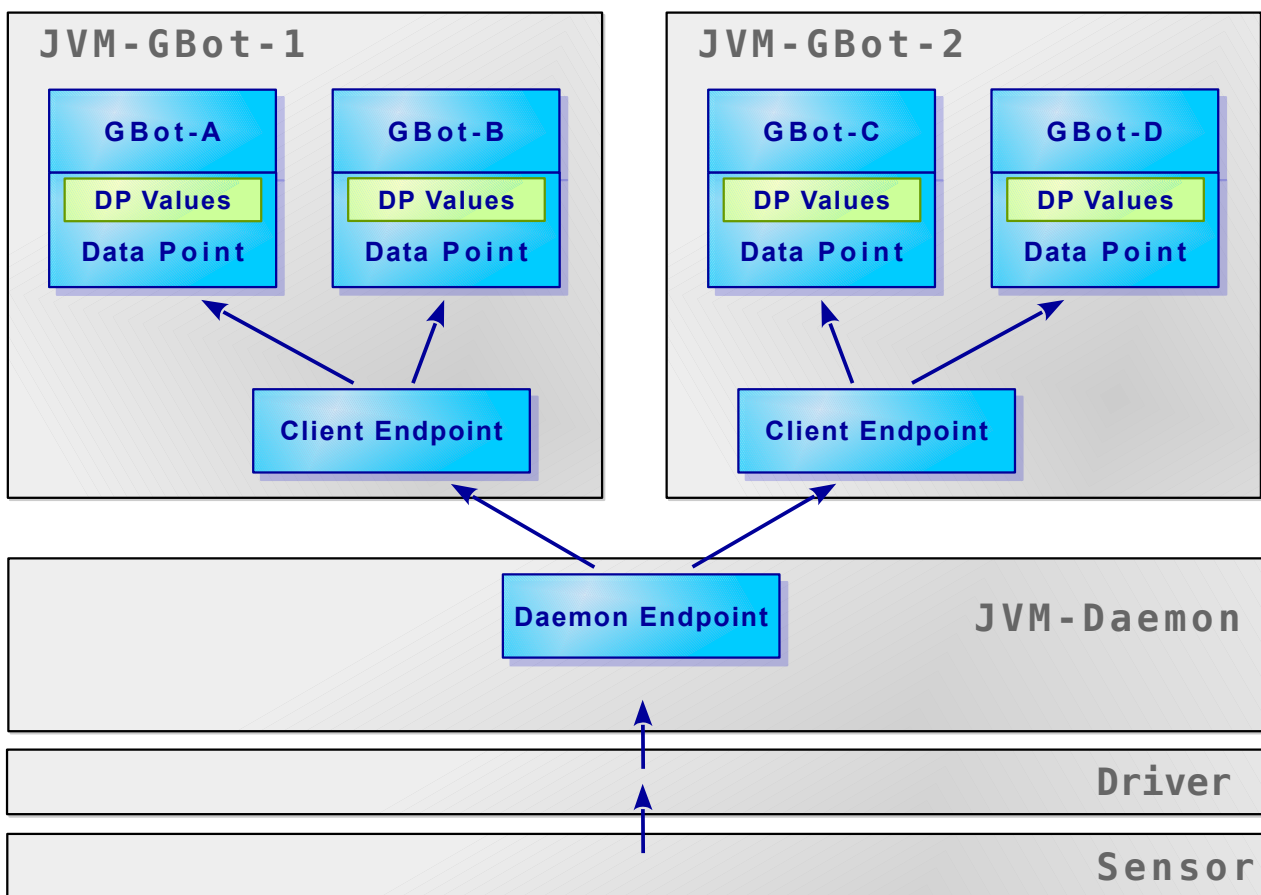 JVM-GBot-1
GBot-A
DP Values
Data Point
GBot-B
DP Values
Data Point
Client Endpoint
JVM-GBot-2
GBot-C
DP Values
Data Point
GBot-D
DP Values
Data Point
Client Endpoint
Daemon Endpoint
JVM-Daemon
Driver
Sensor